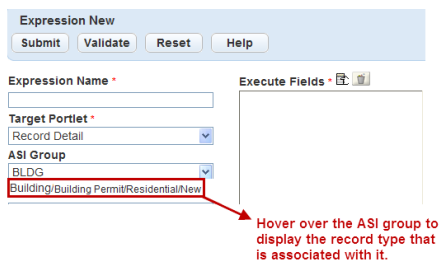 Expression New
Submit Validate Reset Help
Expression Name *
Execute Fields *
Target Portlet *
Record Detail
ASI Group
BLDG
Building/Building Permit/Residential/New
Hover over the ASI group to
display the record type that
is associated with it.